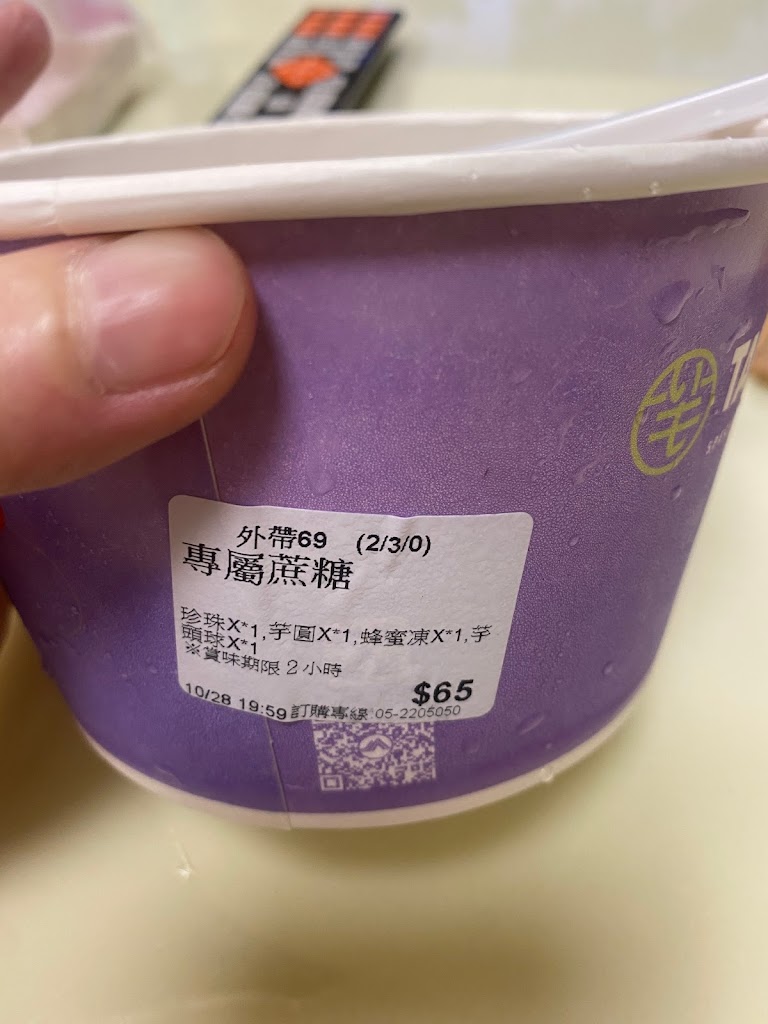 芋
外帶69 (2/3/0)
專屬蔗糖
珍珠X*1,芋圓X*1,蜂蜜凍X*1,芋
頭球X*1
※賞味期限2小時
$65
10/28 19:59 訂購專線:05-2205050